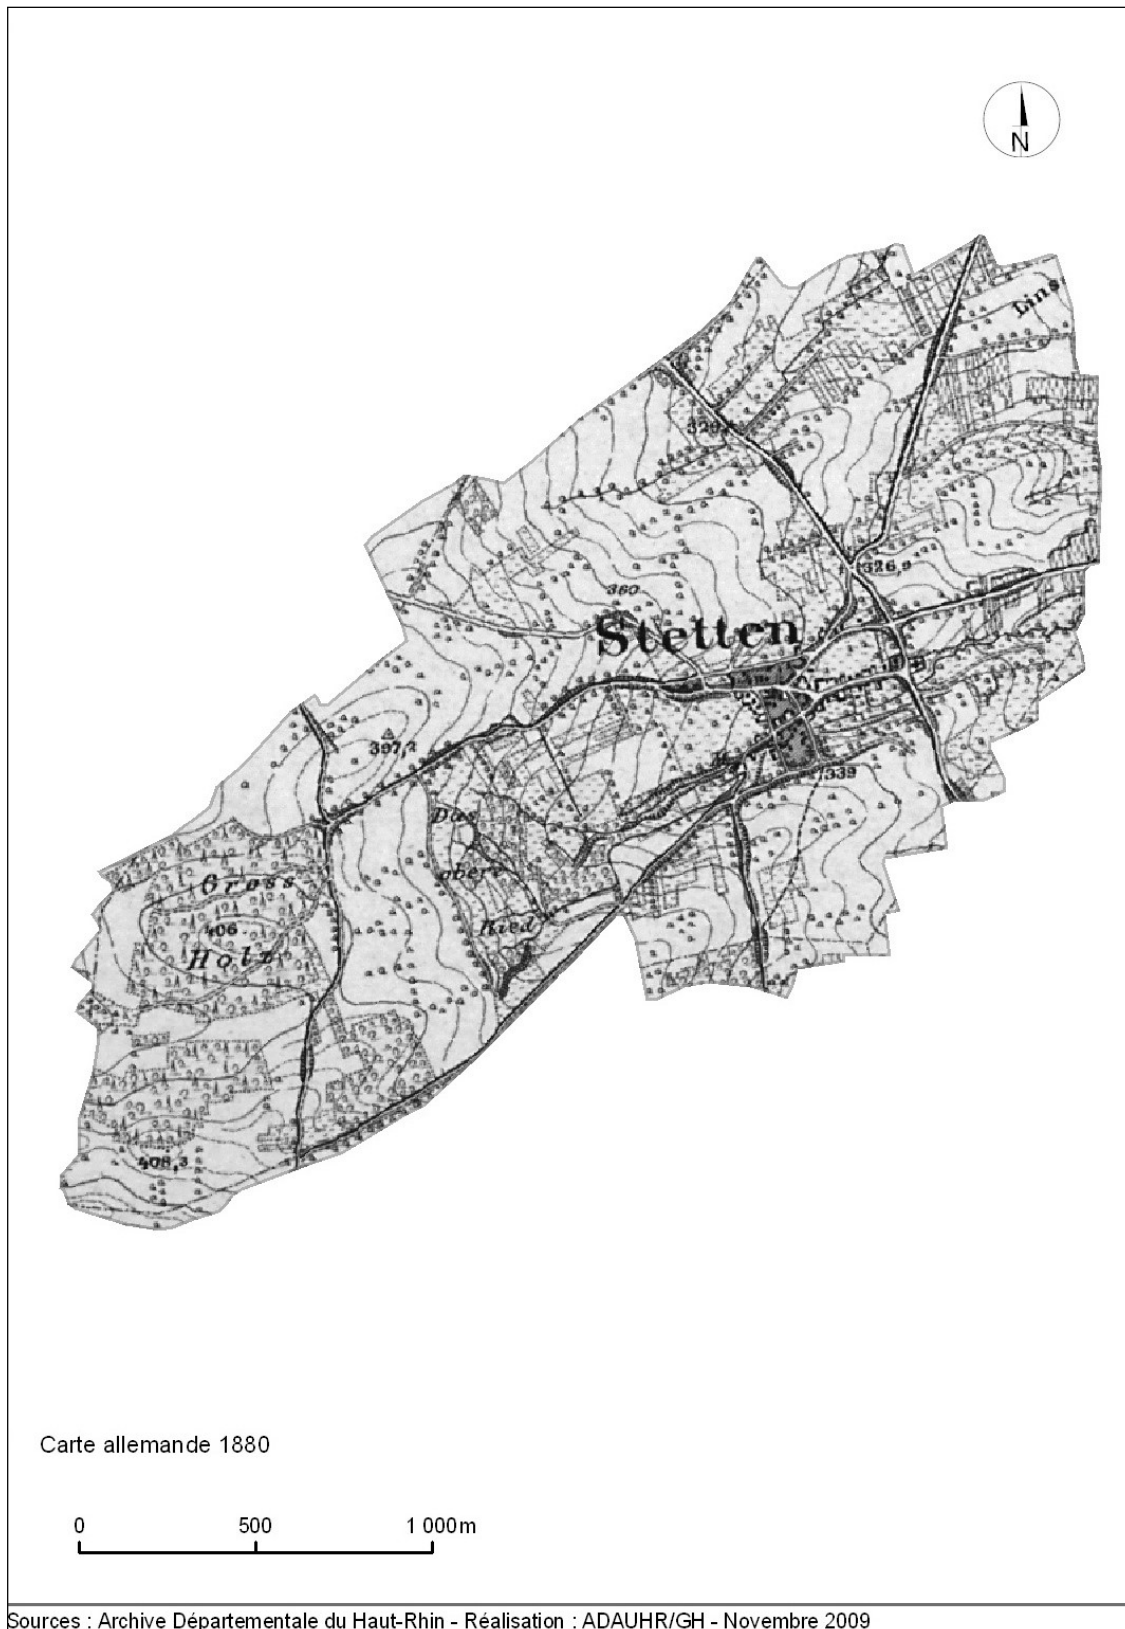 N
Lins
329
326,9
360
Stetten
397,2
339
Das
obere
Ried
Gross
406
Holz
408,3
Carte allemande 1880
0 500 1 000m
Sources : Archive Départementale du Haut-Rhin - Réalisation : ADAUHR/GH - Novembre 2009